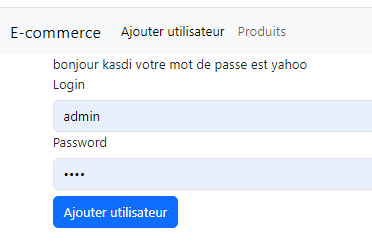 E-commerce Ajouter utilisateur Produits
bonjour kasdi votre mot de passe est yahoo
Login
admin
Password
••••
Ajouter utilisateur